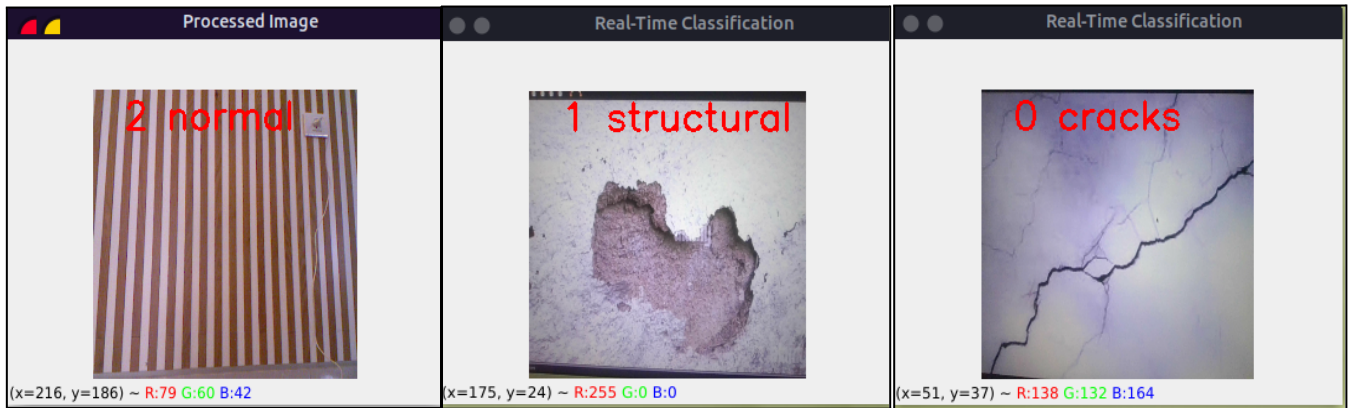 Processed Image
2 normal
(x=216, y=186) ~ R:79 G:60 B:42
Real-Time Classification
1 structural
(x=175, y=24) ~ R:255 G:0 B:0
Real-Time Classification
0 cracks
(x=51, y=37) ~ R:138 G:132 B:164